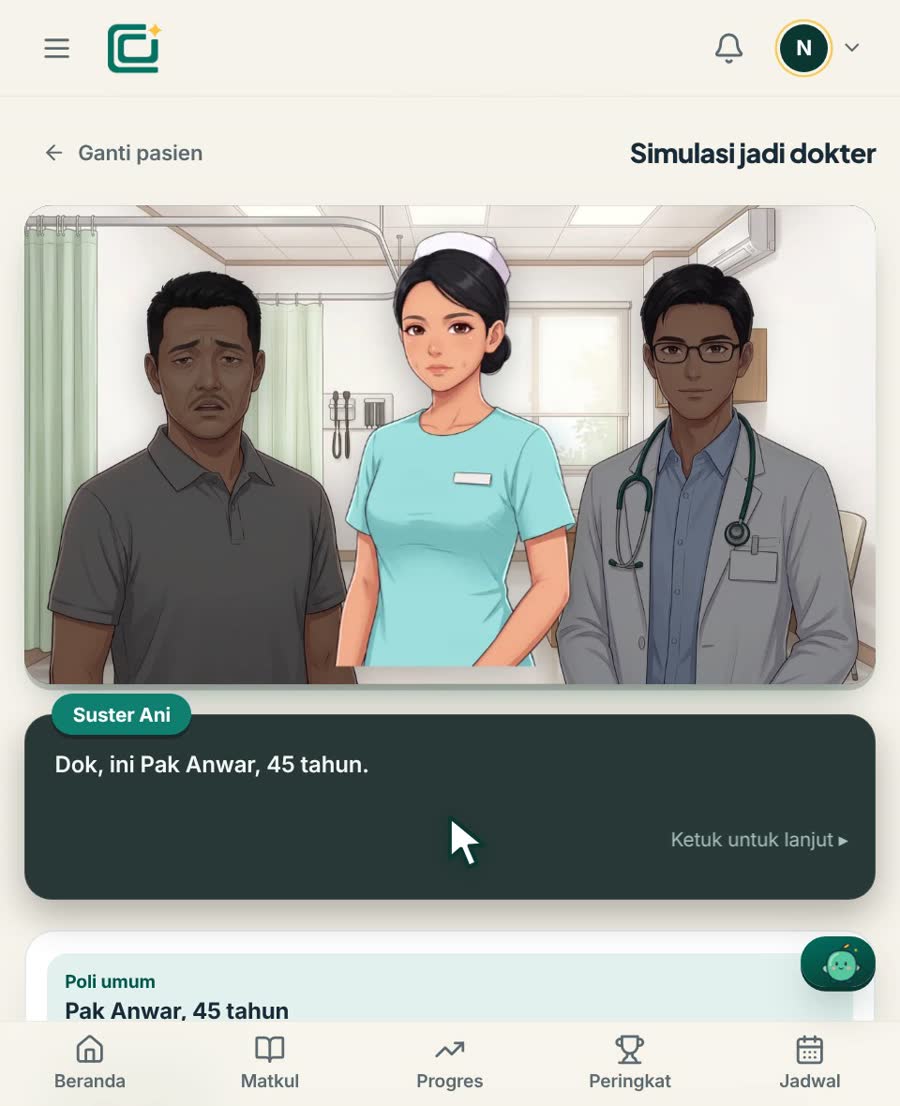 N
Ganti pasien
Simulasi jadi dokter
Suster Ani
Dok, ini Pak Anwar, 45 tahun.
Ketuk untuk lanjut ▸
Poli umum
Pak Anwar, 45 tahun
Beranda
Matkul
Progres
Peringkat
Jadwal